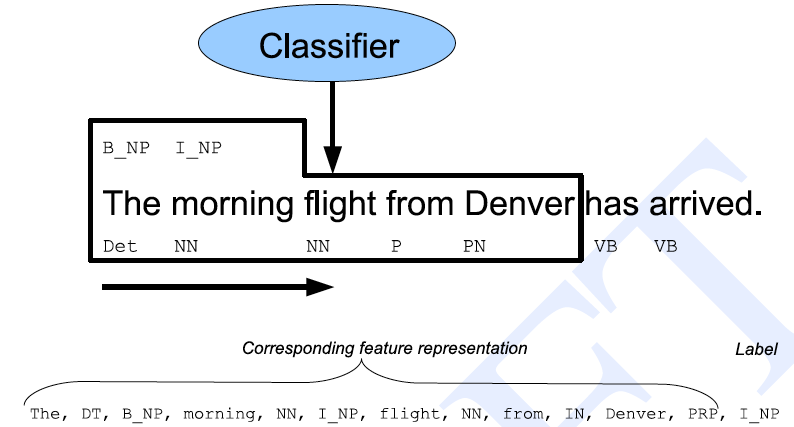 Classifier
B_NP I_NP
The morning flight from Denver has arrived.
Det NN NN P PN VB VB
Corresponding feature representation Label
The, DT, B_NP, morning, NN, I_NP, flight, NN, from, IN, Denver, PRP, I_NP